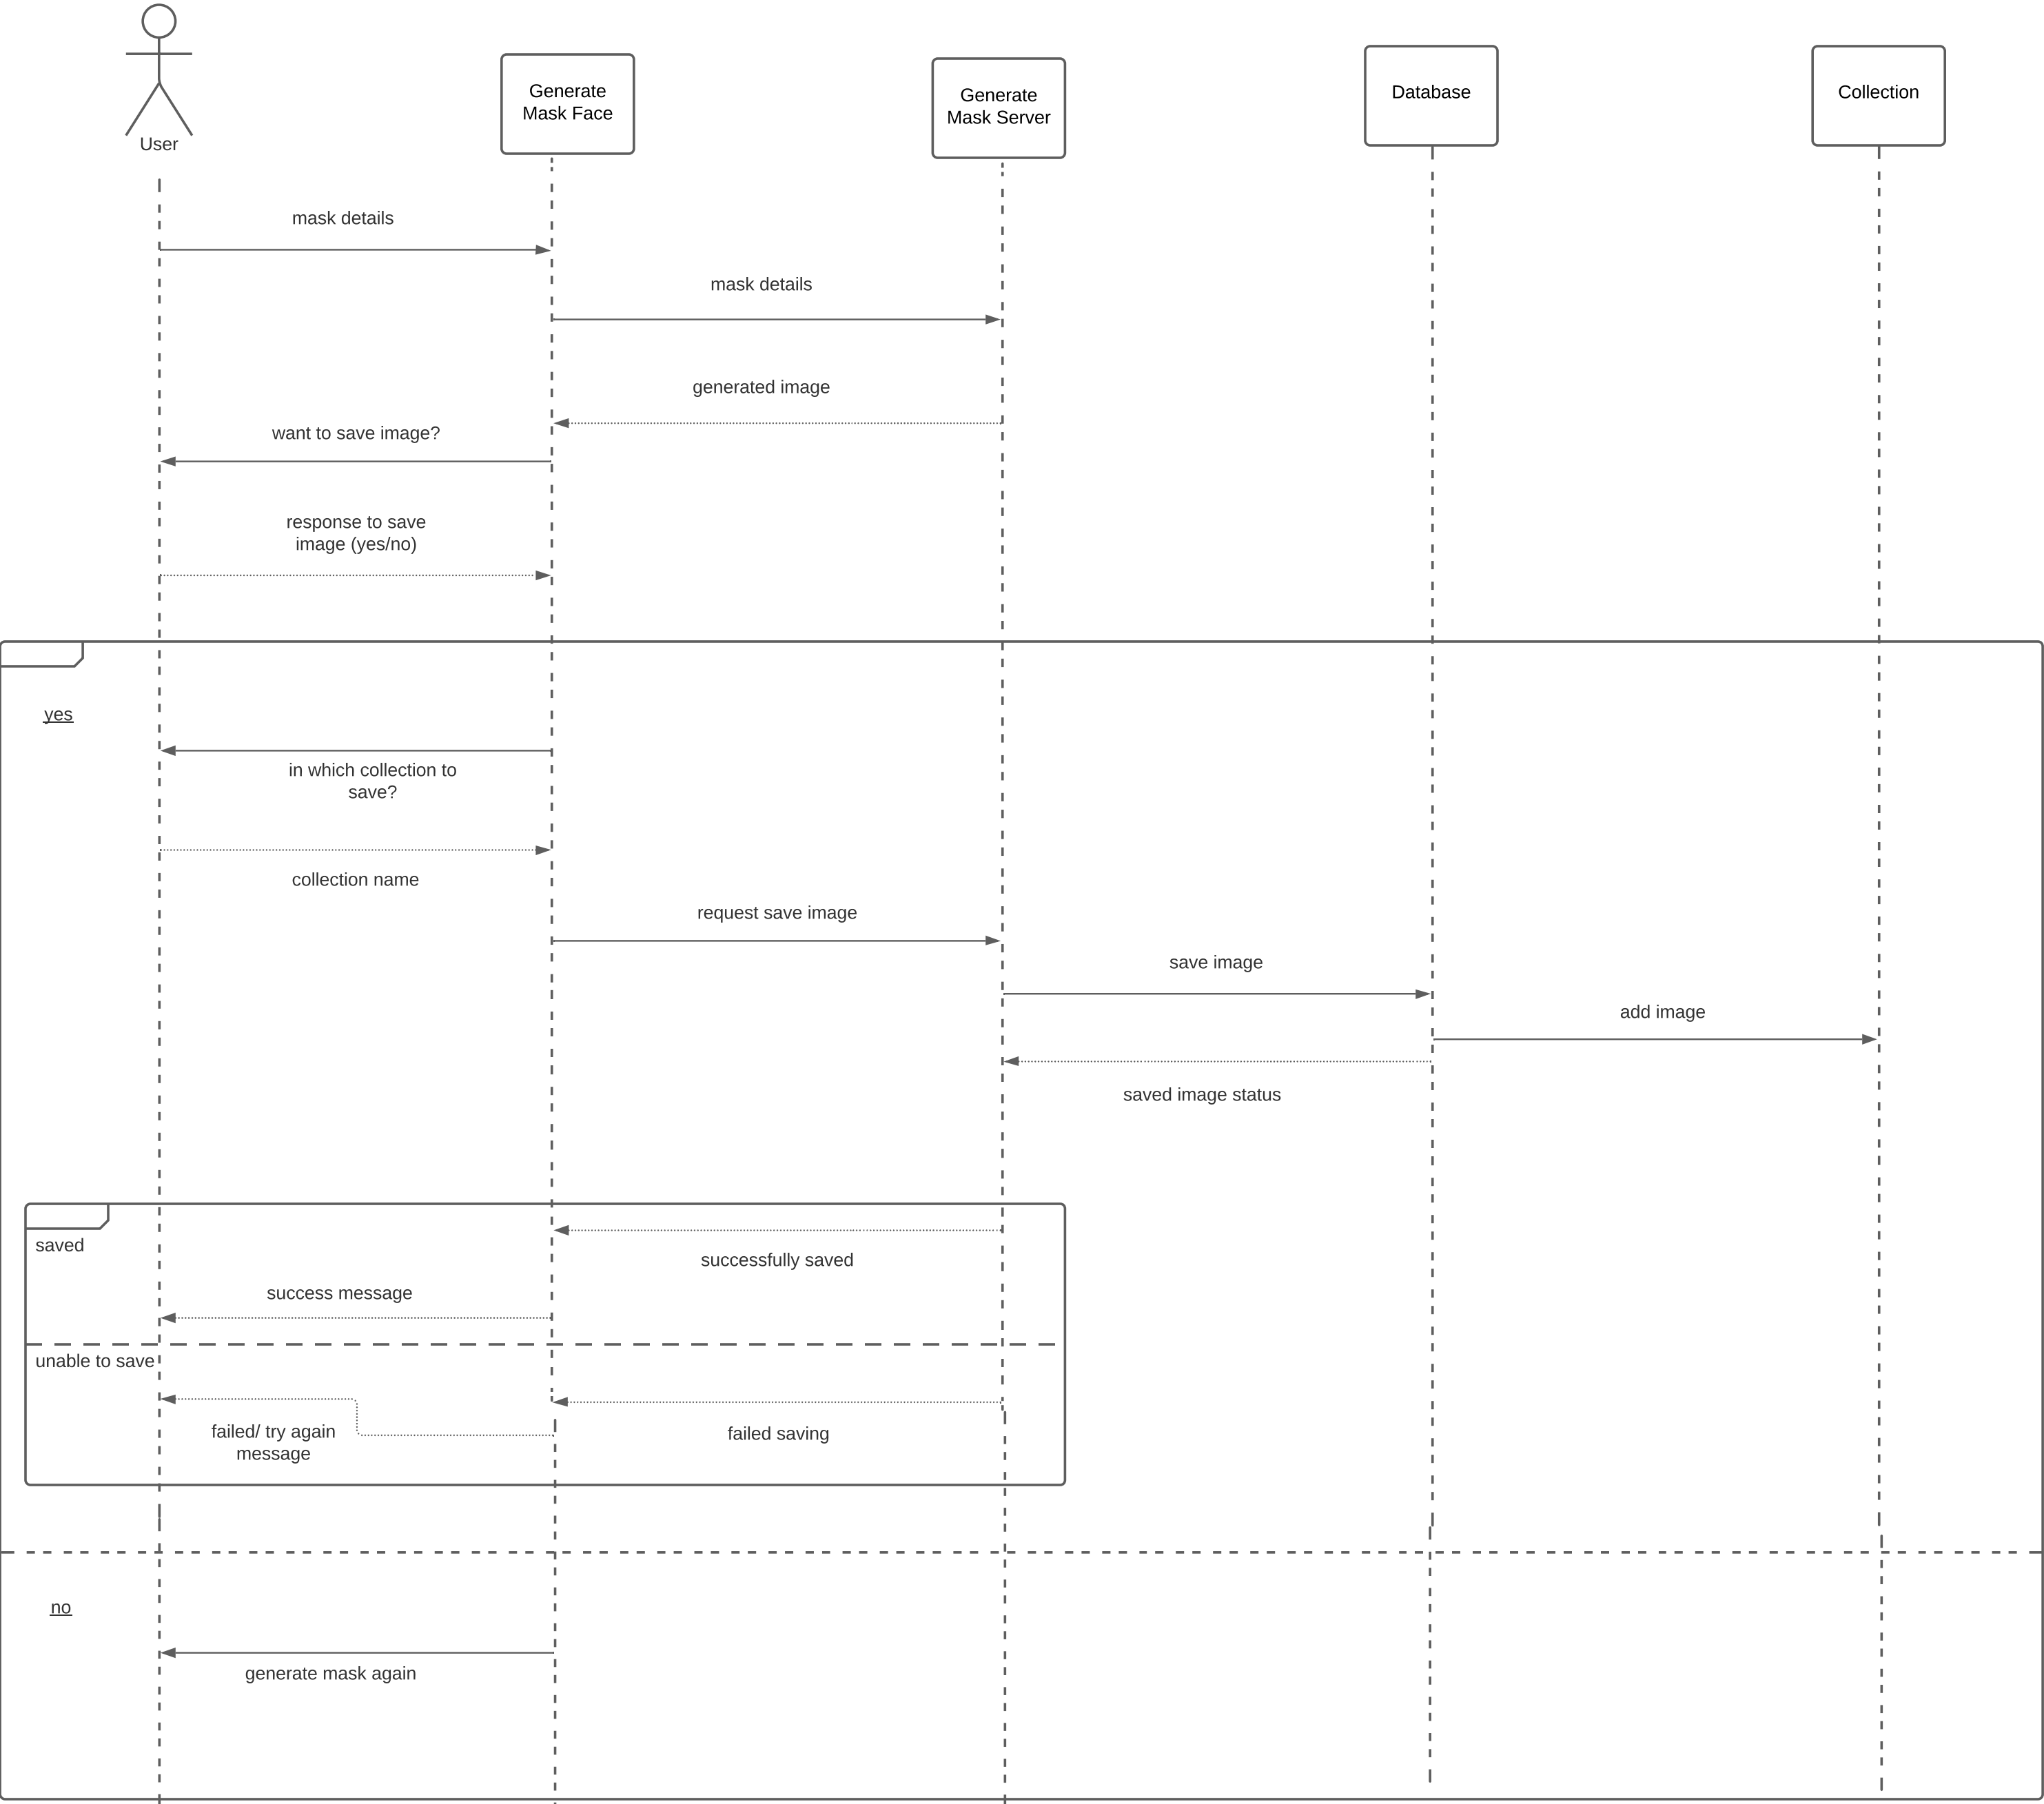 User
Generate
Mask Face
Generate
Mask Server
Database
Collection
mask details
mask details
generated image
want to save image?
response to save
image (yes/no)
yes
in which collection to
save?
collection name
request save image
save image
add image
saved image status
saved
successfully saved
success message
unable to save
failed/ try again
message
failed saving
no
generate mask again